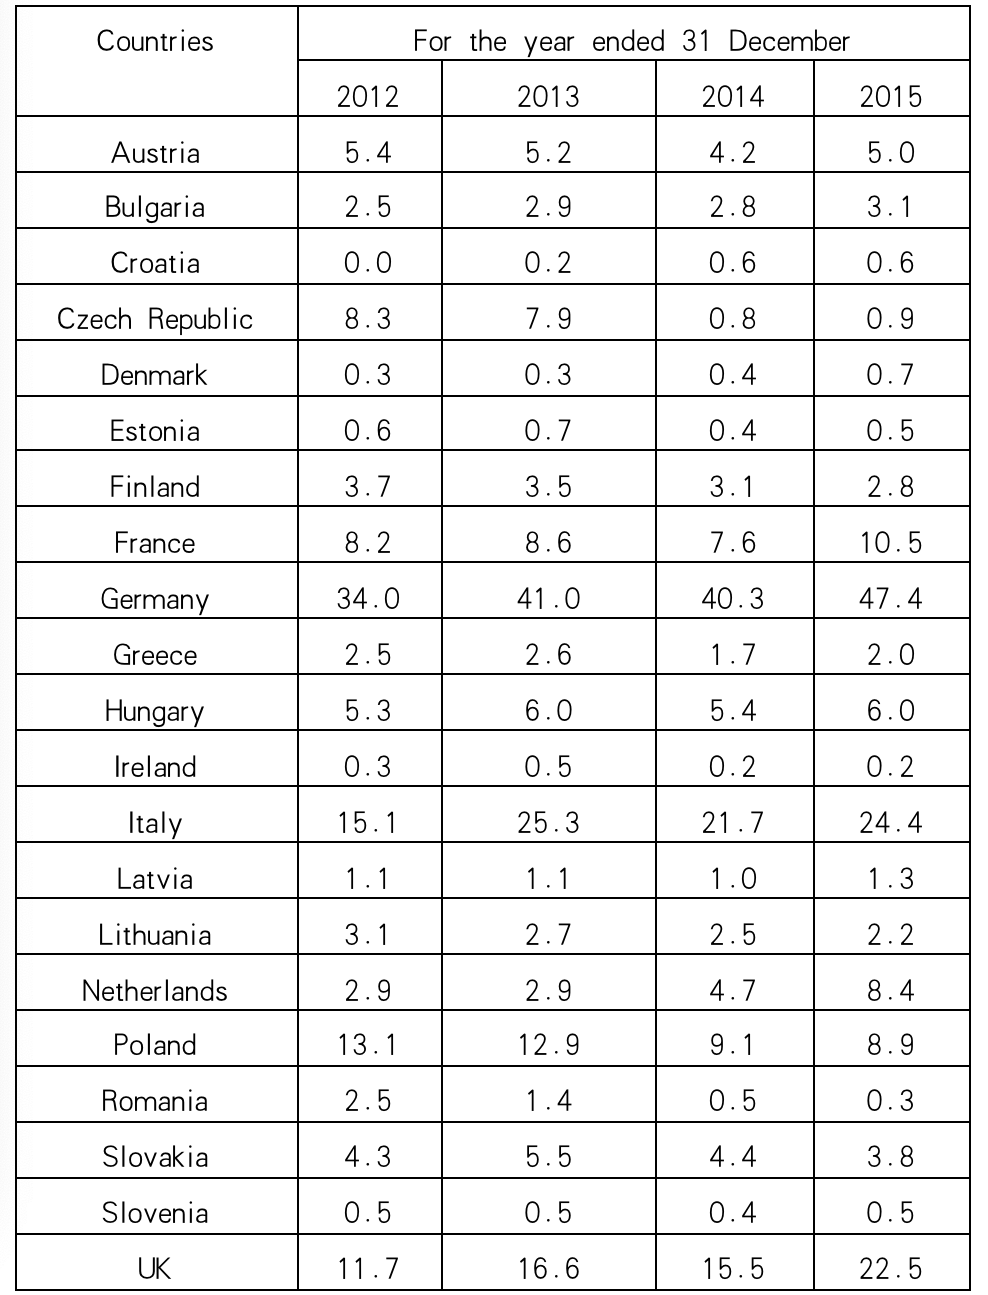 Countries For the year ended 31 December
2012 2013 2014 2015
Austria 5.4 5.2 4.2 5.0
Bulgaria 2.5 2.9 2.8 3.1
Croatia 0.0 0.2 0.6 0.6
Czech Republic 8.3 7.9 0.8 0.9
Denmark 0.3 0.3 0.4 0.7
Estonia 0.6 0.7 0.4 0.5
Finland 3.7 3.5 3.1 2.8
France 8.2 8.6 7.6 10.5
Germany 34.0 41.0 40.3 47.4
Greece 2.5 2.6 1.7 2.0
Hungary 5.3 6.0 5.4 6.0
Ireland 0.3 0.5 0.2 0.2
Italy 15.1 25.3 21.7 24.4
Latvia 1.1 1.1 1.0 1.3
Lithuania 3.1 2.7 2.5 2.2
Netherlands 2.9 2.9 4.7 8.4
Poland 13.1 12.9 9.1 8.9
Romania 2.5 1.4 0.5 0.3
Slovakia 4.3 5.5 4.4 3.8
Slovenia 0.5 0.5 0.4 0.5
UK 11.7 16.6 15.5 22.5